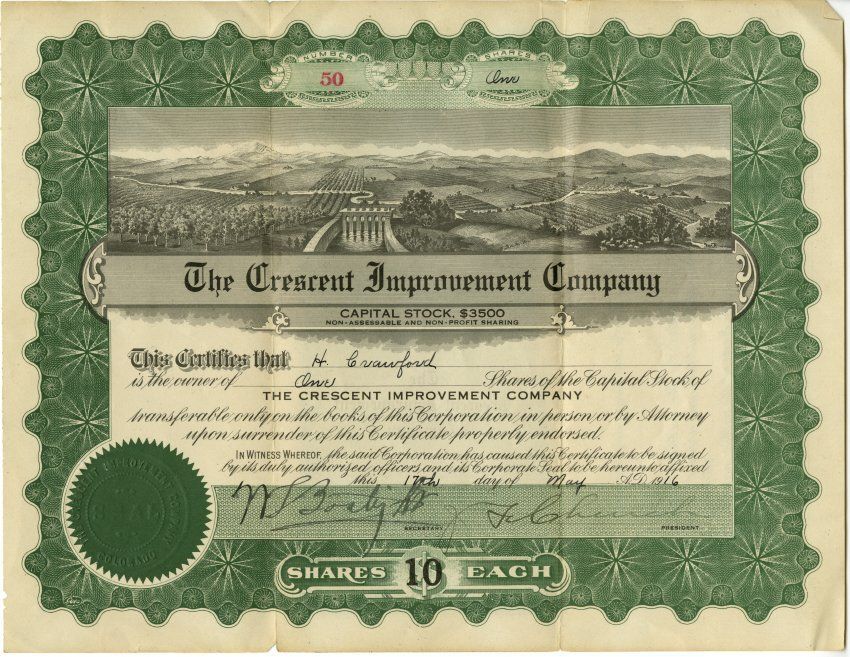 NUMBER
50
SHARES
One
The Crescent Improvement Company
CAPITAL STOCK, $3500
NON-ASSESSABLE AND NON-PROFIT SHARING
This Certifies that H. Crawford
is the owner of One Shares of the Capital Stock of
THE CRESCENT IMPROVEMENT COMPANY
transferable only on the books of this Corporation in person or by Attorney
upon surrender of this Certificate properly endorsed.
IN WITNESS WHEREOF, the said Corporation has caused this Certificate to be signed
by its duly authorized officers and its Corporate Seal to be hereunto affixed
this 17th day of May A.D. 1916
SECRETARY
PRESIDENT
IMPROVEMENT
SEAL
COLORADO
SHARES $10 EACH